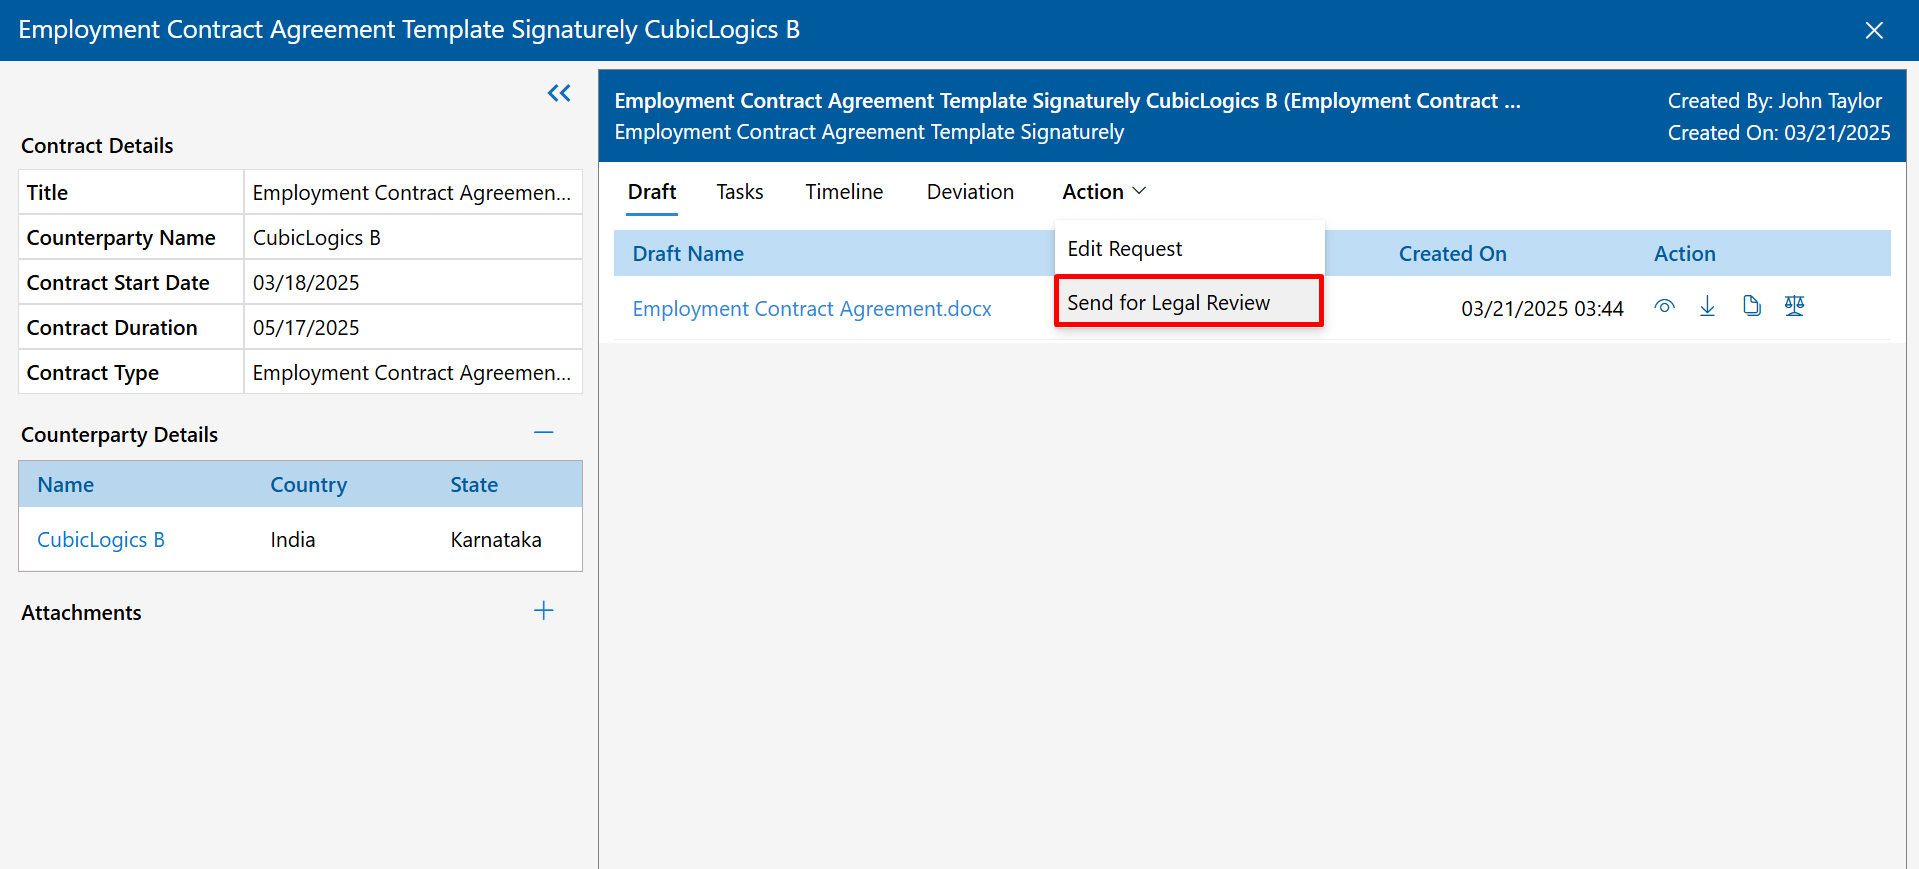 Employment Contract Agreement Template Signaturely CubicLogics B
Contract Details
Title Employment Contract Agreemen...
Counterparty Name CubicLogics B
Contract Start Date 03/18/2025
Contract Duration 05/17/2025
Contract Type Employment Contract Agreemen...
Counterparty Details
Name Country State
CubicLogics B India Karnataka
Attachments
Employment Contract Agreement Template Signaturely CubicLogics B (Employment Contract ...
Employment Contract Agreement Template Signaturely
Created By: John Taylor
Created On: 03/21/2025
Draft Tasks Timeline Deviation Action
Edit Request
Send for Legal Review
Draft Name Created On Action
Employment Contract Agreement.docx 03/21/2025 03:44